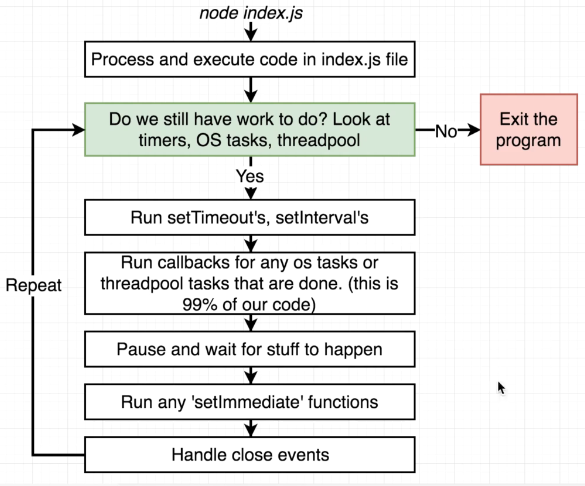 node index.js
Process and execute code in index.js file
Do we still have work to do? Look at
timers, OS tasks, threadpool
No
Exit the
program
Yes
Run setTimeout's, setInterval's
Run callbacks for any os tasks or
threadpool tasks that are done. (this is
99% of our code)
Repeat
Pause and wait for stuff to happen
Run any 'setImmediate' functions
Handle close events